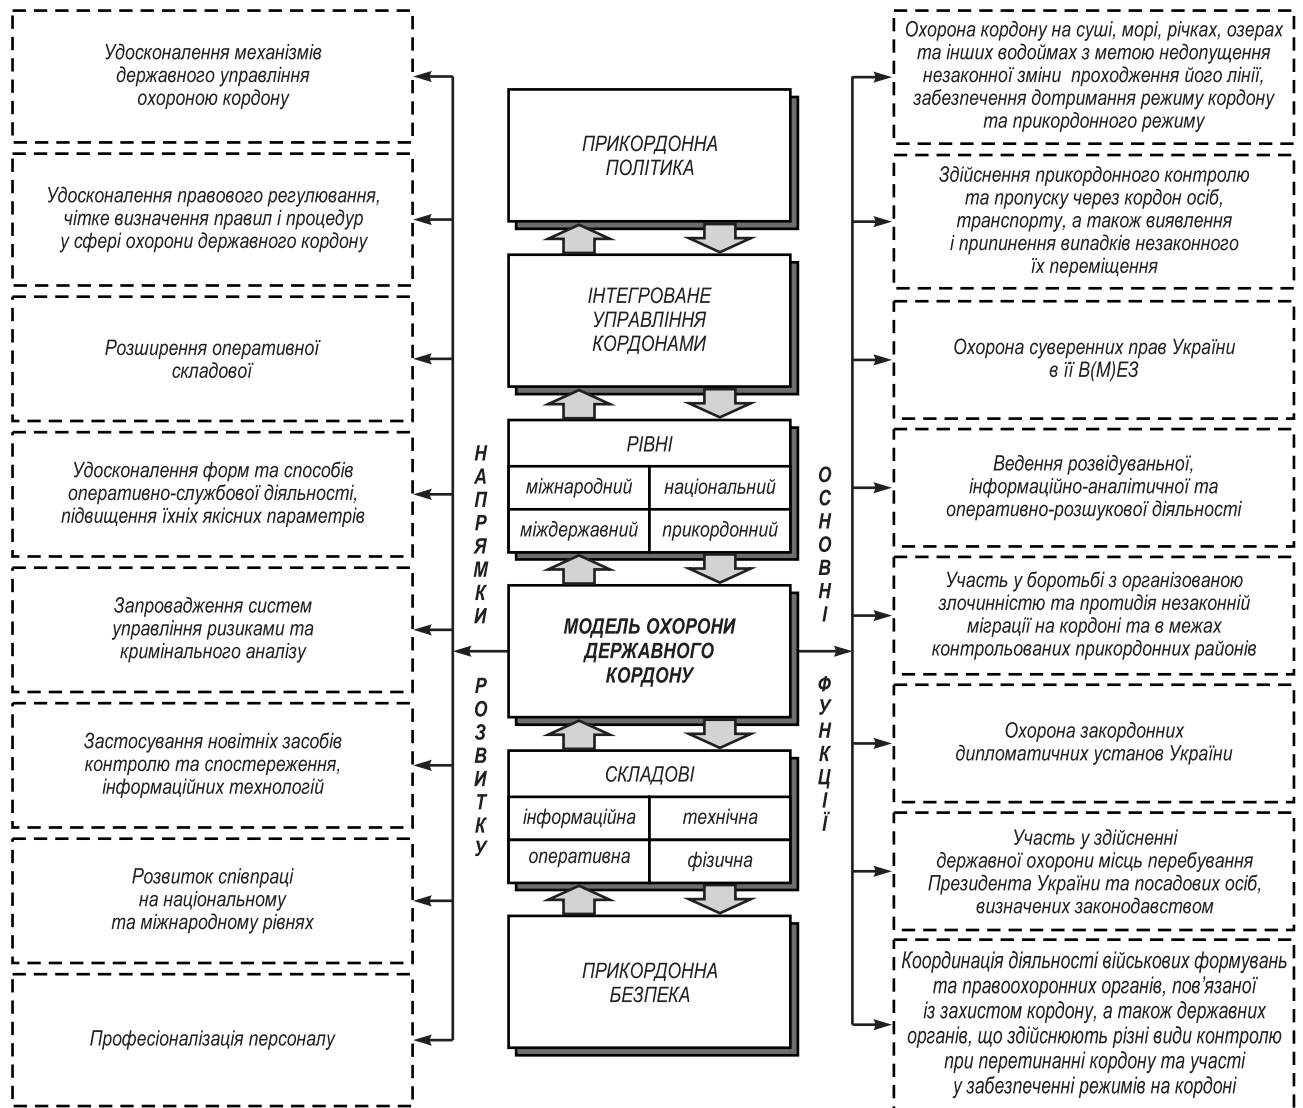 Удосконалення механізмів
державного управління
охороною кордону
Удосконалення правового регулювання,
чітке визначення правил і процедур
у сфері охорони державного кордону
Розширення оперативної
складової
Удосконалення форм та способів
оперативно-службової діяльності,
підвищення їхніх якісних параметрів
Запровадження систем
управління ризиками та
кримінального аналізу
Застосування новітніх засобів
контролю та спостереження,
інформаційних технологій
Розвиток співпраці
на національному
та міжнародному рівнях
Професіоналізація персоналу
НАПРЯМКИ РОЗВИТКУ
ПРИКОРДОННА
ПОЛІТИКА
ІНТЕГРОВАНЕ
УПРАВЛІННЯ
КОРДОНАМИ
РІВНІ
міжнародний національний
міждержавний прикордонний
МОДЕЛЬ ОХОРОНИ
ДЕРЖАВНОГО
КОРДОНУ
СКЛАДОВІ
інформаційна технічна
оперативна фізична
ПРИКОРДОННА
БЕЗПЕКА
ОСНОВНІ ФУНКЦІЇ
Охорона кордону на суші, морі, річках, озерах
та інших водоймах з метою недопущення
незаконної зміни проходження його лінії,
забезпечення дотримання режиму кордону
та прикордонного режиму
Здійснення прикордонного контролю
та пропуску через кордон осіб,
транспорту, а також виявлення
і припинення випадків незаконного
їх переміщення
Охорона суверенних прав України
в її В(М)ЕЗ
Ведення розвідуваньної,
інформаційно-аналітичної та
оперативно-розшукової діяльності
Участь у боротьбі з організованою
злочинністю та протидія незаконній
міграції на кордоні та в межах
контрольованих прикордонних районів
Охорона закордонних
дипломатичних установ України
Участь у здійсненні
державної охорони місць перебування
Президента України та посадових осіб,
визначених законодавством
Координація діяльності військових формувань
та правоохоронних органів, пов’язаної
із захистом кордону, а також державних
органів, що здійснюють різні види контролю
при перетинанні кордону та участі
у забезпеченні режимів на кордоні